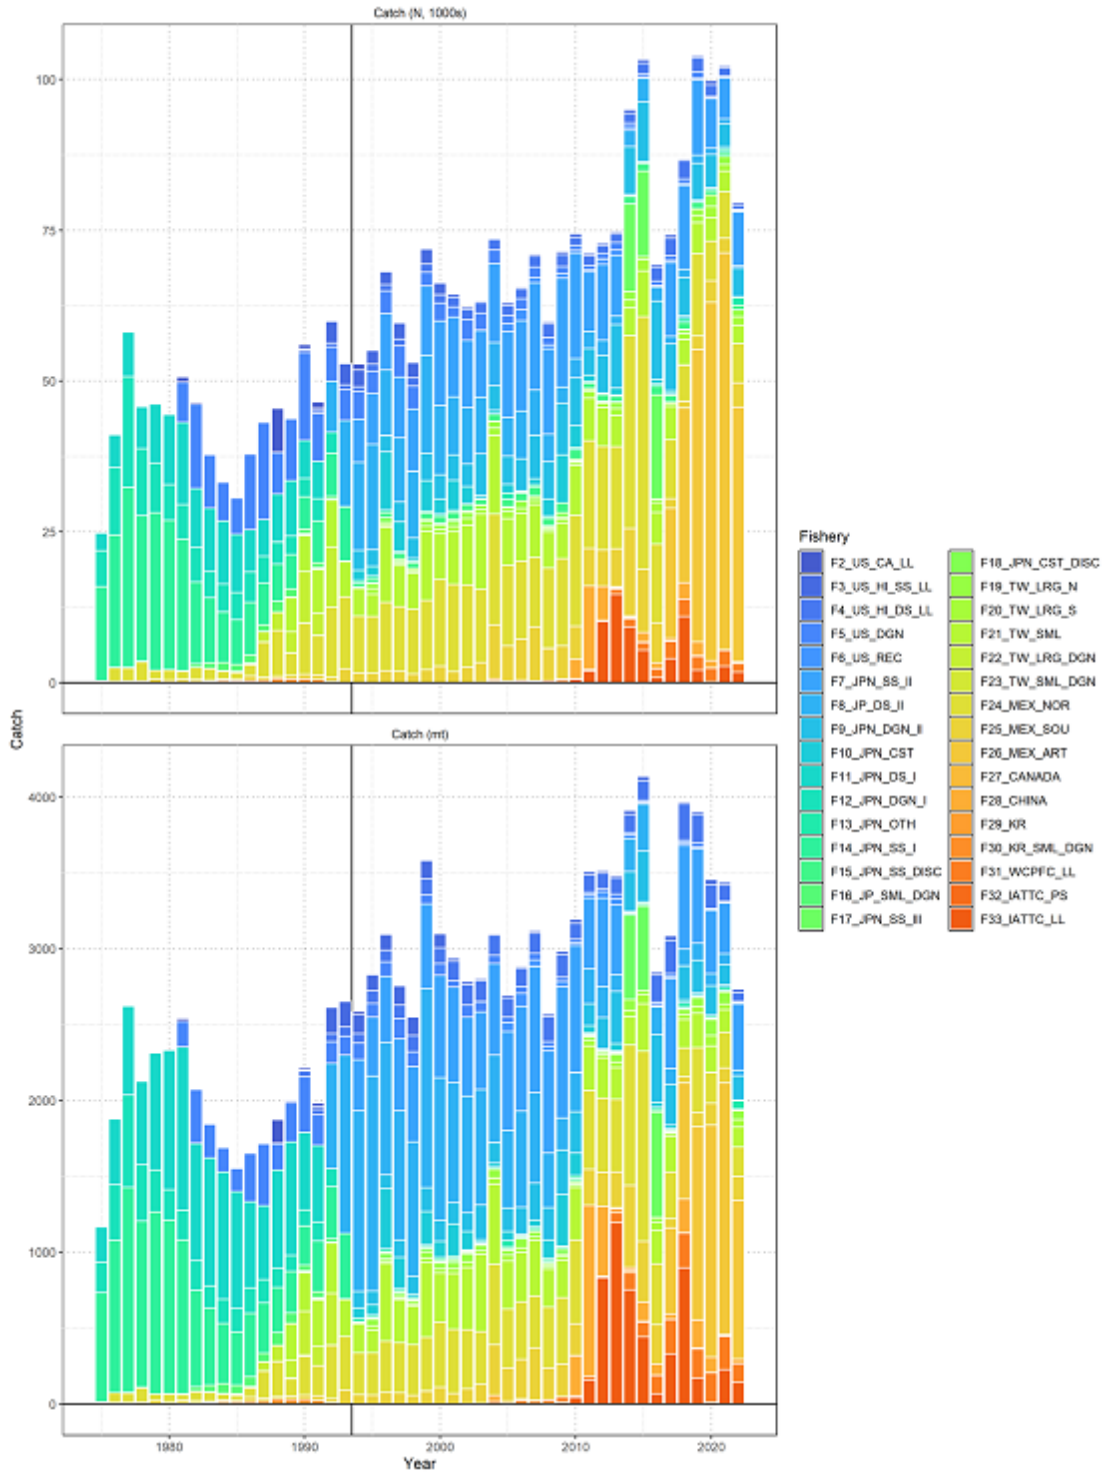 Catch (N, 1000s)
100
75
50
25
0
Catch
Catch (mt)
4000
3000
2000
1000
0
1980
1990
2000
2010
2020
Year
Fishery
F2_US_CA_LL
F3_US_HI_SS_LL
F4_US_HI_DS_LL
F5_US_DGN
F6_US_REC
F7_JPN_SS_II
F8_JP_DS_II
F9_JPN_DGN_II
F10_JPN_CST
F11_JPN_DS_I
F12_JPN_DGN_I
F13_JPN_OTH
F14_JPN_SS_I
F15_JPN_SS_DISC
F16_JP_SML_DGN
F17_JPN_SS_III
F18_JPN_CST_DISC
F19_TW_LRG_N
F20_TW_LRG_S
F21_TW_SML
F22_TW_LRG_DGN
F23_TW_SML_DGN
F24_MEX_NOR
F25_MEX_SOU
F26_MEX_ART
F27_CANADA
F28_CHINA
F29_KR
F30_KR_SML_DGN
F31_WCPFC_LL
F32_IATTC_PS
F33_IATTC_LL